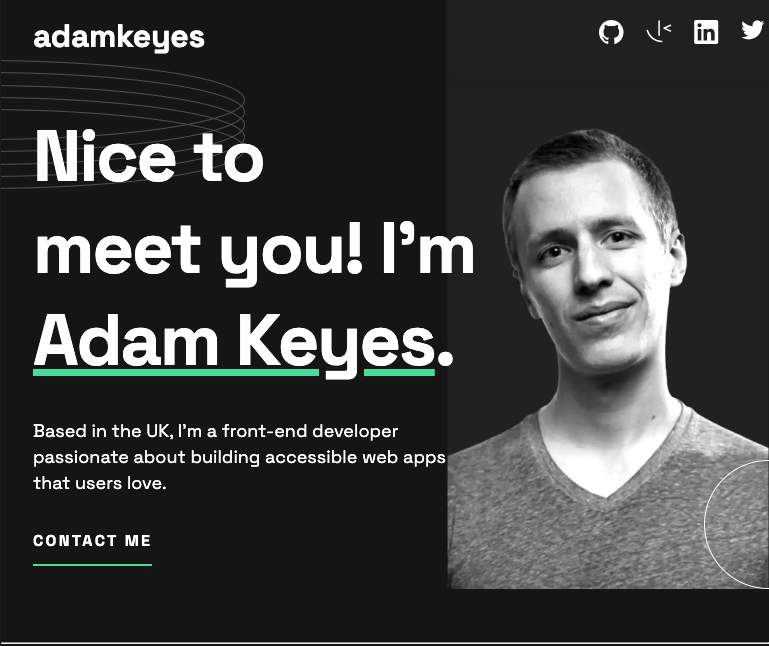 adamkeyes
Nice to
meet you! I’m
Adam Keyes.
Based in the UK, I’m a front-end developer
passionate about building accessible web apps
that users love.
CONTACT ME